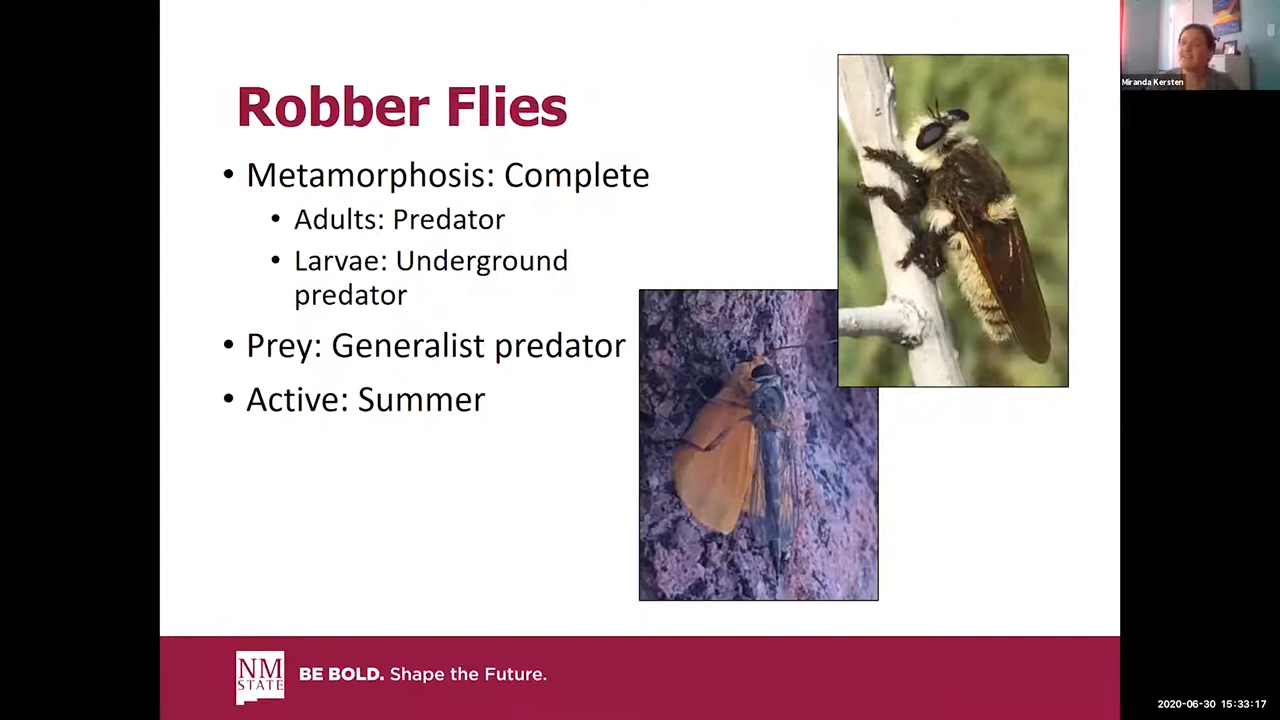 Robber Flies
• Metamorphosis: Complete
• Adults: Predator
• Larvae: Underground
predator
• Prey: Generalist predator
• Active: Summer
Miranda Kersten
NM
STATE
BE BOLD. Shape the Future.
2020-06-30 15:33:17